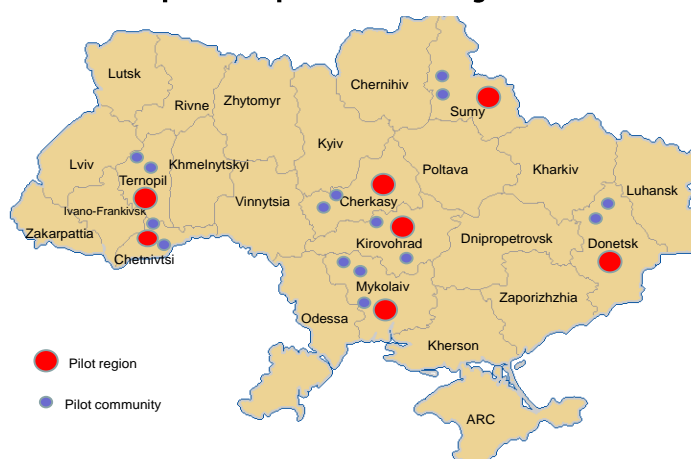 Chernihiv
Lutsk
Rivne
Zhytomyr
Sumy
Kyiv
Lviv
Khmelnytskyi
Ternopil
Poltava
Kharkiv
Luhansk
Vinnytsia
Cherkasy
Ivano-Frankivsk
Zakarpattia
Chetnivtsi
Kirovohrad
Dnipropetrovsk
Donetsk
Mykolaiv
Zaporizhzhia
Odessa
Kherson
Pilot region
Pilot community
ARC